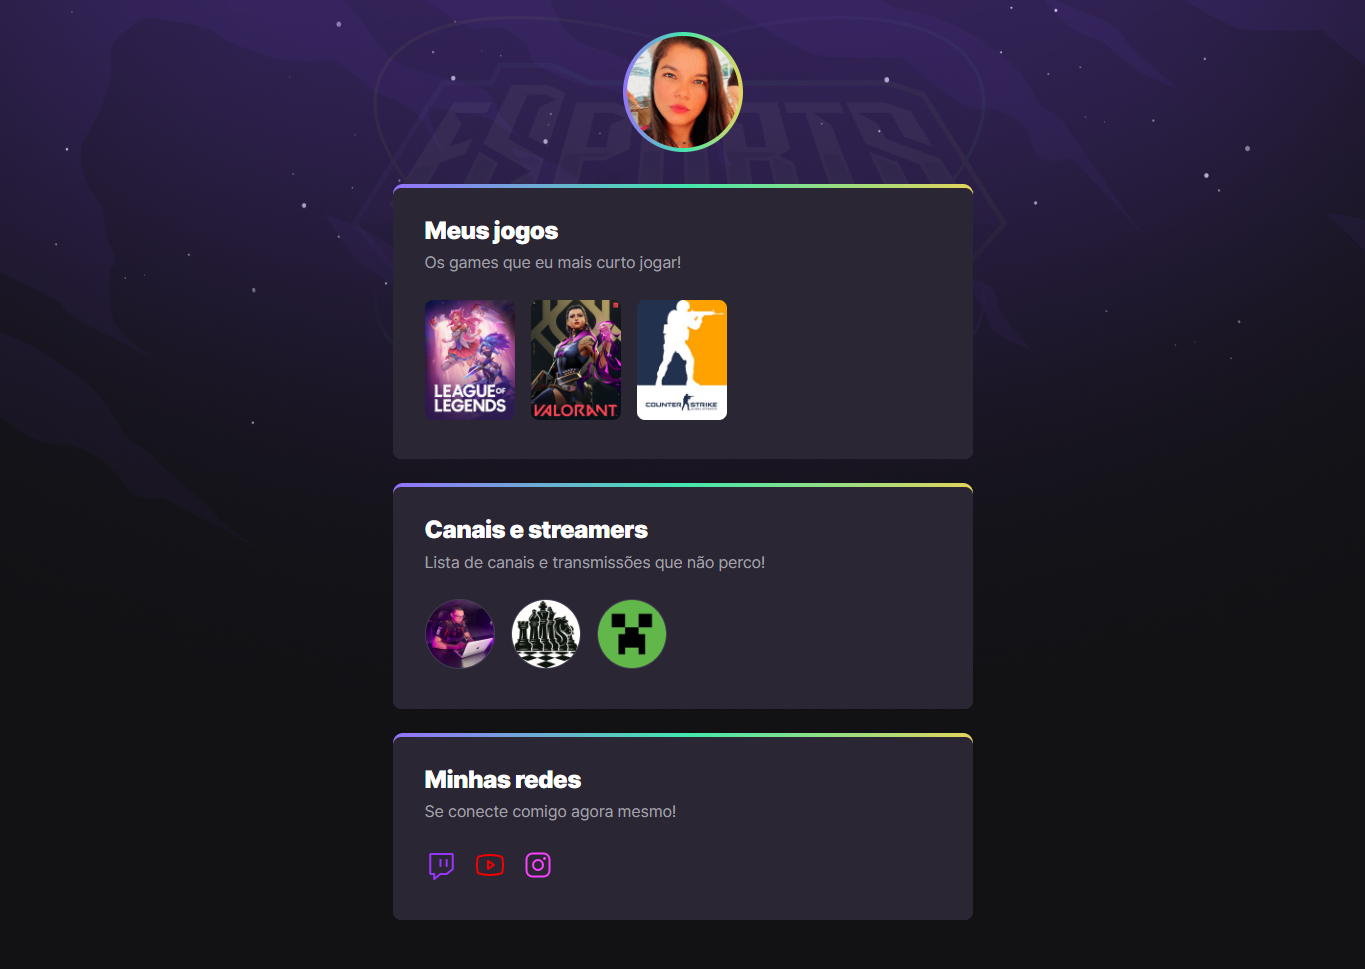 ESPORTS
Meus jogos
Os games que eu mais curto jogar!
LEAGUE OF
LEGENDS
VALORANT
COUNTER STRIKE
Canais e streamers
Lista de canais e transmissões que não perco!
Minhas redes
Se conecte comigo agora mesmo!